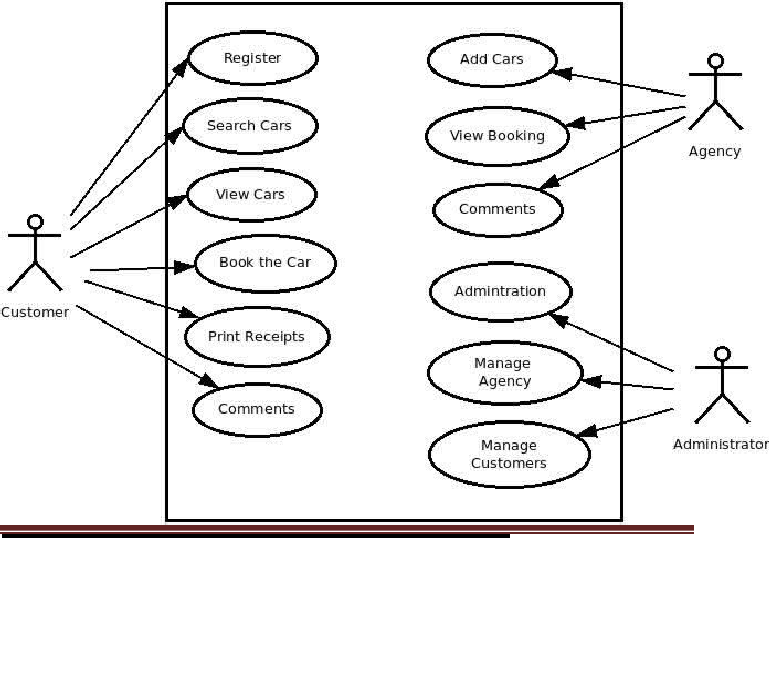 Register
Search Cars
View Cars
Book the Car
Print Receipts
Comments
Customer
Add Cars
View Booking
Comments
Agency
Admintration
Manage
Agency
Manage
Customers
Administrator